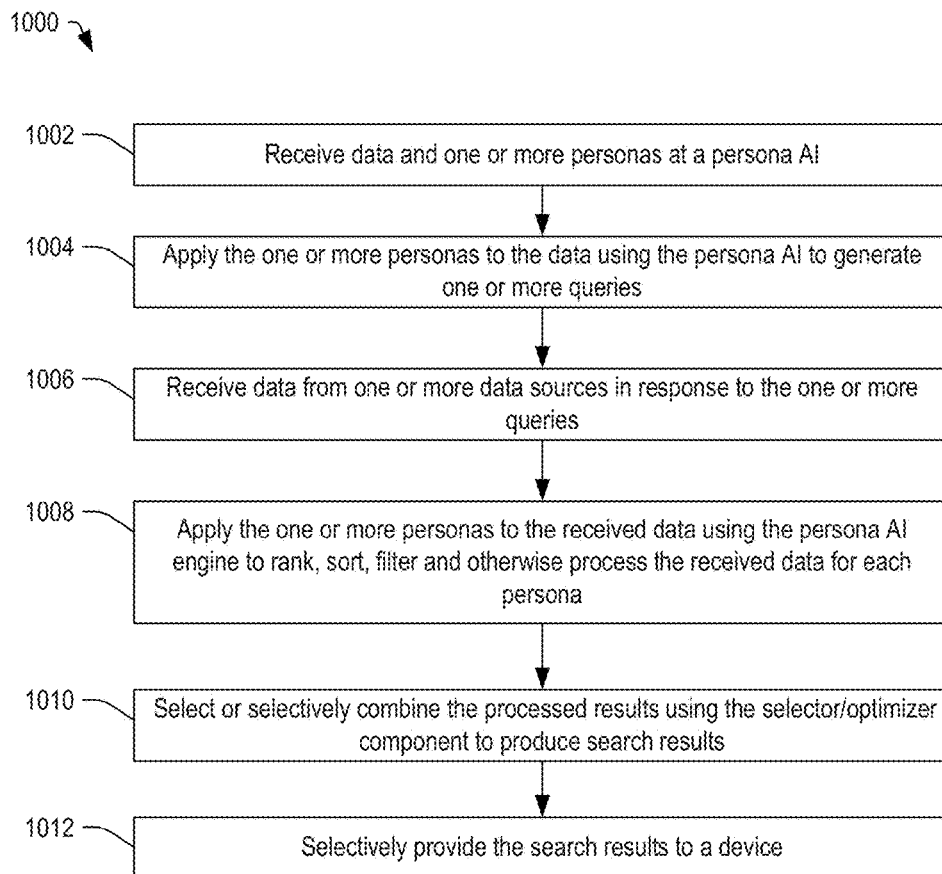 1000
1002
Receive data and one or more personas at a persona AI
1004
Apply the one or more personas to the data using the persona AI to generate
one or more queries
1006
Receive data from one or more data sources in response to the one or more
queries
1008
Apply the one or more personas to the received data using the persona AI
engine to rank, sort, filter and otherwise process the received data for each
persona
1010
Select or selectively combine the processed results using the selector/optimizer
component to produce search results
1012
Selectively provide the search results to a device